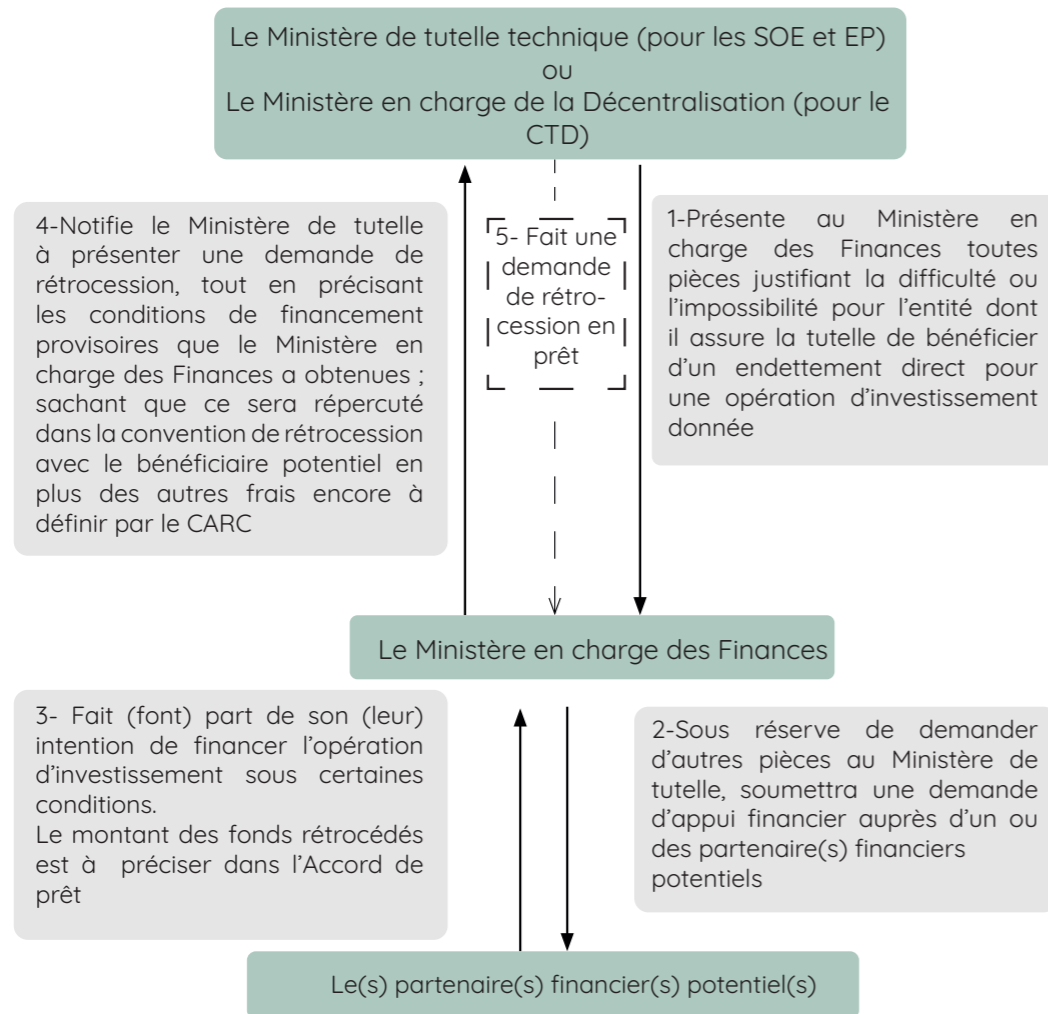 Le Ministère de tutelle technique (pour les SOE et EP)
ou
Le Ministère en charge de la Décentralisation (pour le
CTD)
4-Notifie le Ministère de tutelle
à présenter une demande de
rétrocession, tout en précisant
les conditions de financement
provisoires que le Ministère en
charge des Finances a obtenues ;
sachant que ce sera répercuté
dans la convention de rétrocession
avec le bénéficiaire potentiel en
plus des autres frais encore à
définir par le CARC
5- Fait une
demande
de rétro-
cession en
prêt
1-Présente au Ministère en
charge des Finances toutes
pièces justifiant la difficulté ou
l’impossibilité pour l’entité dont
il assure la tutelle de bénéficier
d’un endettement direct pour
une opération d’investissement
donnée
Le Ministère en charge des Finances
3- Fait (font) part de son (leur)
intention de financer l’opération
d’investissement sous certaines
conditions.
Le montant des fonds rétrocédés
est à préciser dans l’Accord de
prêt
2-Sous réserve de demander
d’autres pièces au Ministère de
tutelle, soumettra une demande
d’appui financier auprès d’un ou
des partenaire(s) financiers
potentiels
Le(s) partenaire(s) financier(s) potentiel(s)